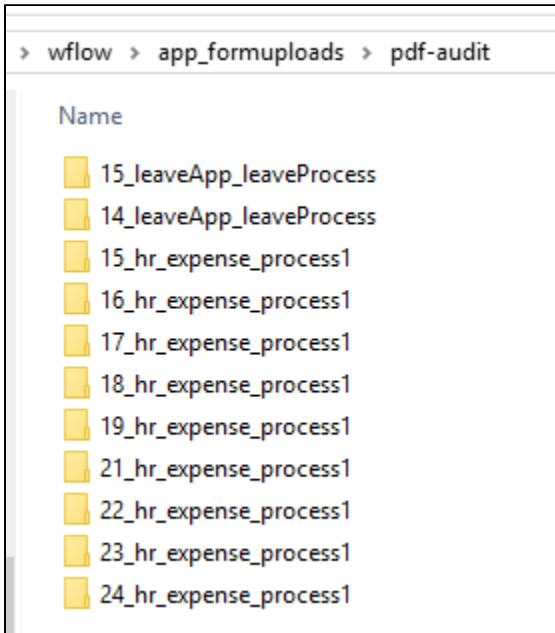 > wflow > app_formuploads > pdf-audit
Name
15_leaveApp_leaveProcess
14_leaveApp_leaveProcess
15_hr_expense_process1
16_hr_expense_process1
17_hr_expense_process1
18_hr_expense_process1
19_hr_expense_process1
21_hr_expense_process1
22_hr_expense_process1
23_hr_expense_process1
24_hr_expense_process1